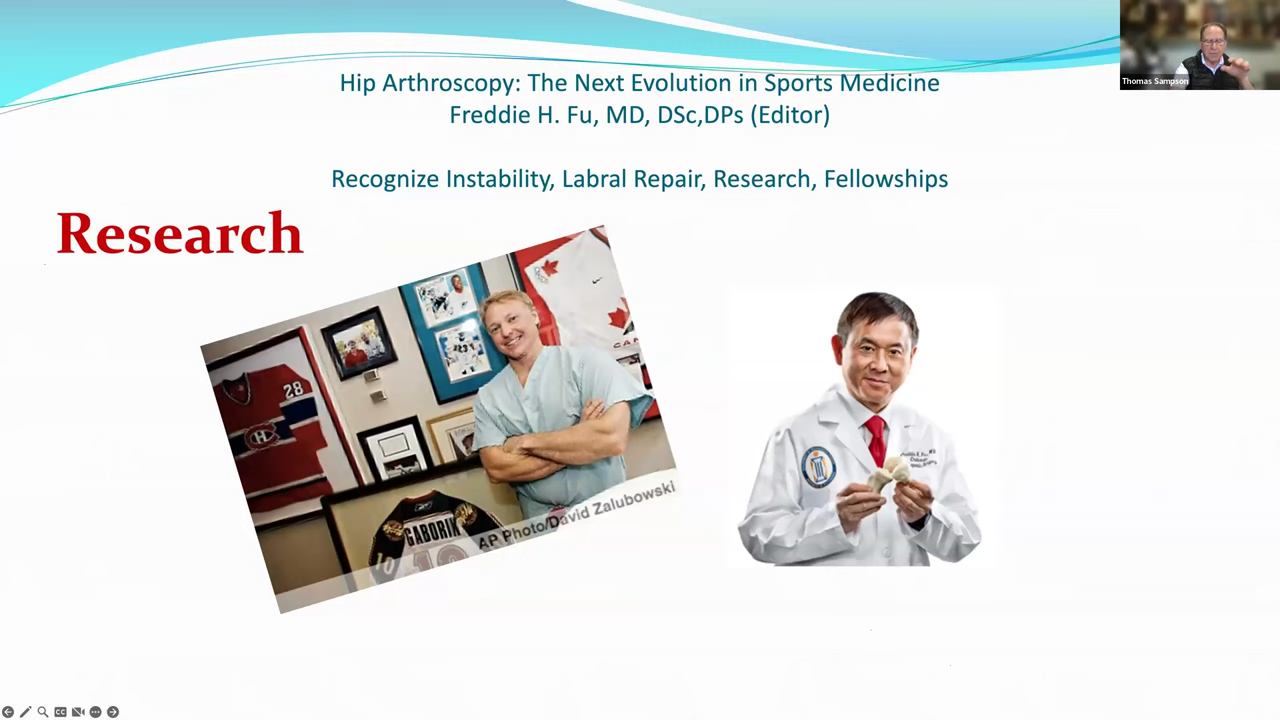 Thomas Sampson
Hip Arthroscopy: The Next Evolution in Sports Medicine
Freddie H. Fu, MD, DSc,DPs (Editor)
Recognize Instability, Labral Repair, Research, Fellowships
Research
28
GABORIK
10
AP Photo/David Zalubowski